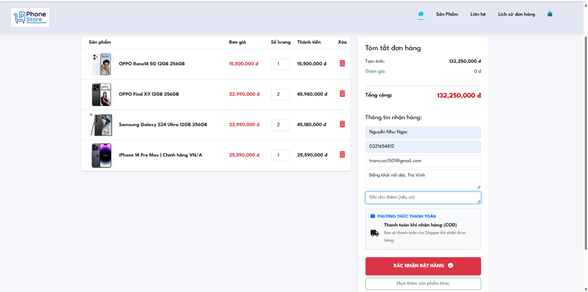 Phone
Store
Sản Phẩm
Liên hệ
Lịch sử đơn hàng
Sản phẩm Đơn giá Số lượng Thành tiền Xóa
OPPO Reno14 5G 12GB 256GB 15,500,000 đ 1 15,500,000 đ
OPPO Find X9 12GB 256GB 22,990,000 đ 2 45,980,000 đ
Samsung Galaxy S24 Ultra 12GB 256GB 22,590,000 đ 2 45,180,000 đ
iPhone 14 Pro Max | Chính hãng VN/A 25,590,000 đ 1 25,590,000 đ
Tóm tắt đơn hàng
Tạm tính: 132,250,000 đ
Giảm giá: 0 đ
Tổng cộng: 132,250,000 đ
Thông tin nhận hàng:
Nguyễn Như Ngọc
0321654812
trancuoi1501@gmail.com
Đồng khởi nối dài, Trà Vinh
Ghi chú thêm (nếu có)
PHƯƠNG THỨC THANH TOÁN
Thanh toán khi nhận hàng (COD)
Bạn sẽ thanh toán cho Shipper khi nhận được
hàng.
XÁC NHẬN ĐẶT HÀNG
Mua thêm sản phẩm khác